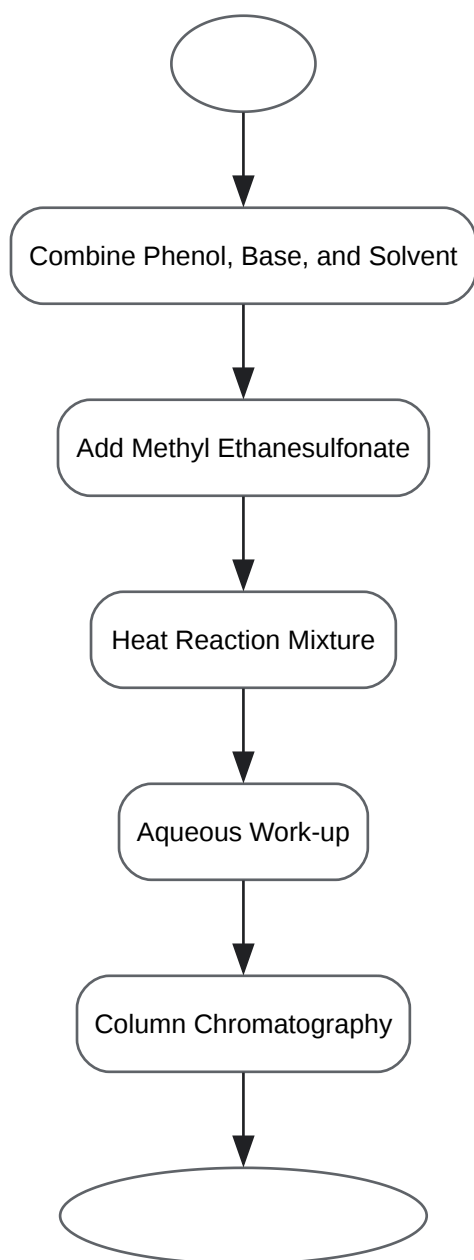 Combine Phenol, Base, and Solvent
Add Methyl Ethanesulfonate
Heat Reaction Mixture
Aqueous Work-up
Column Chromatography